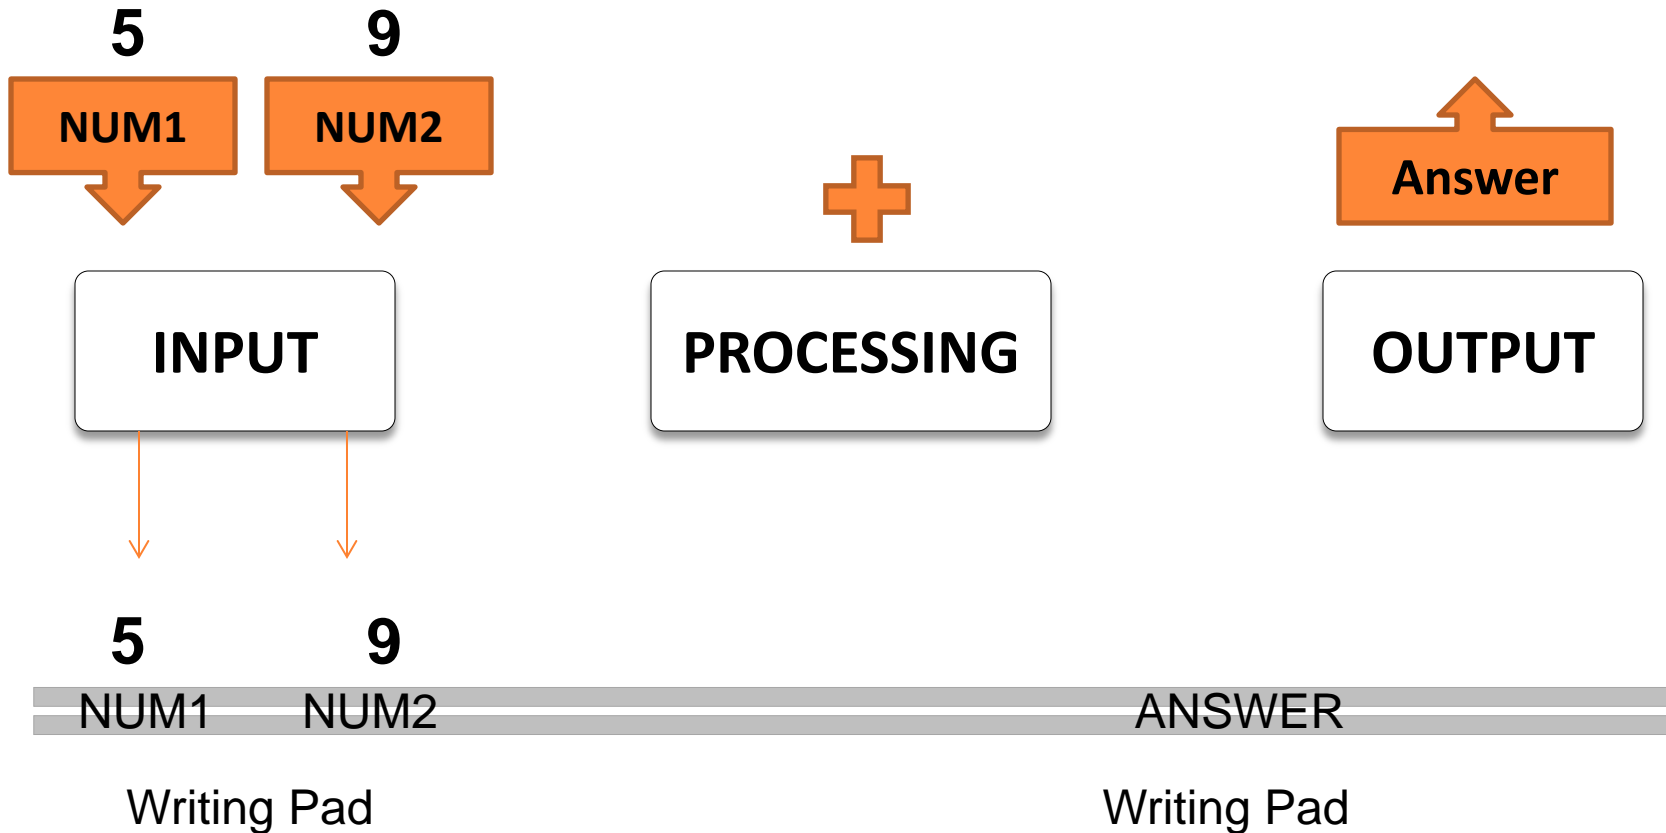 5 9
NUM1 NUM2
Answer
INPUT PROCESSING OUTPUT
5 9
NUM1 NUM2 ANSWER
Writing Pad Writing Pad